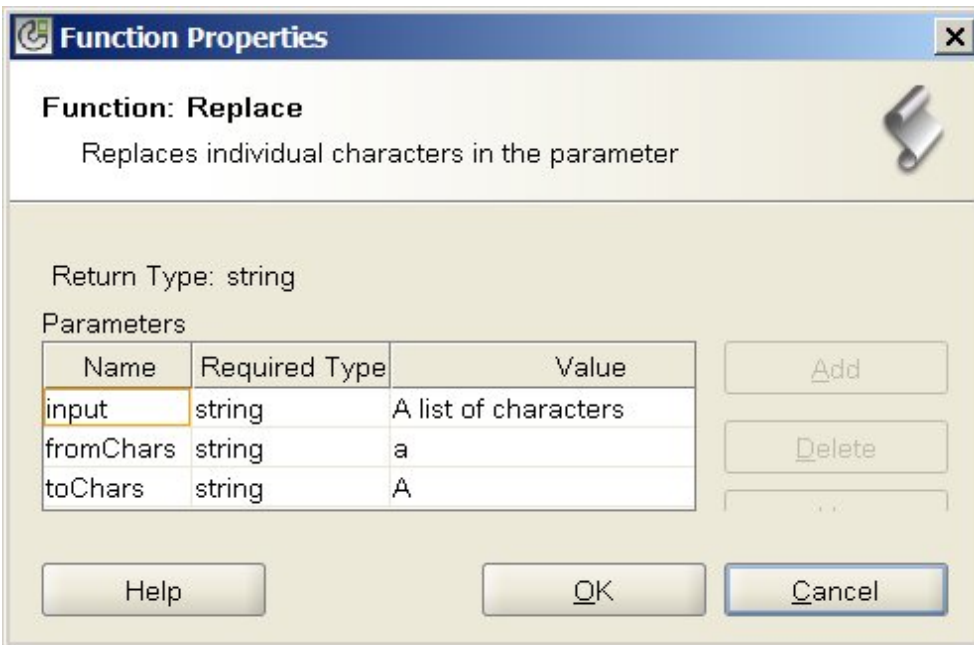 Function Properties
Function: Replace
Replaces individual characters in the parameter
Return Type: string
Parameters
Name Required Type Value
input string A list of characters
fromChars string a
toChars string A
Add
Delete
Help OK Cancel